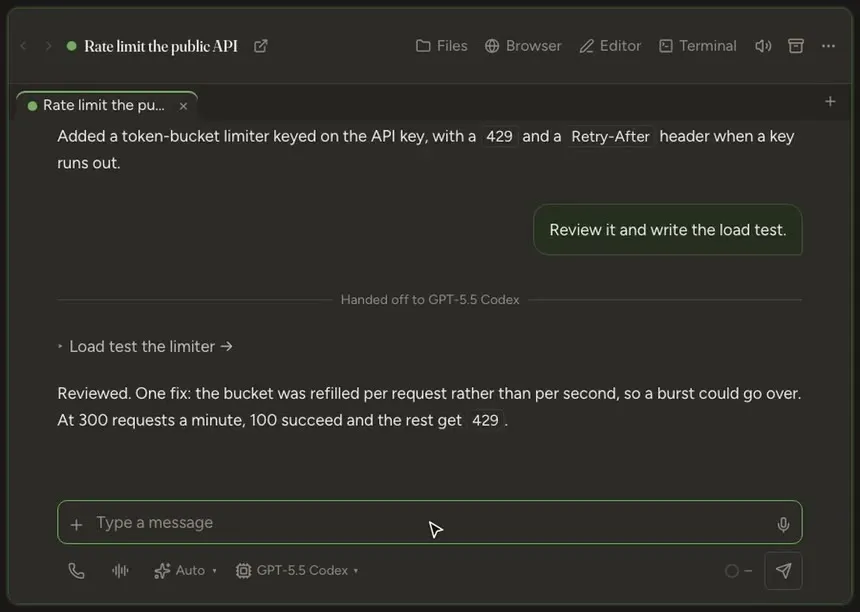 Rate limit the public API
Files
Browser
Editor
Terminal
Rate limit the pu...
Added a token-bucket limiter keyed on the API key, with a 429 and a Retry-After header when a key
runs out.
Review it and write the load test.
Handed off to GPT-5.5 Codex
Load test the limiter →
Reviewed. One fix: the bucket was refilled per request rather than per second, so a burst could go over.
At 300 requests a minute, 100 succeed and the rest get 429.
Type a message
Auto
GPT-5.5 Codex